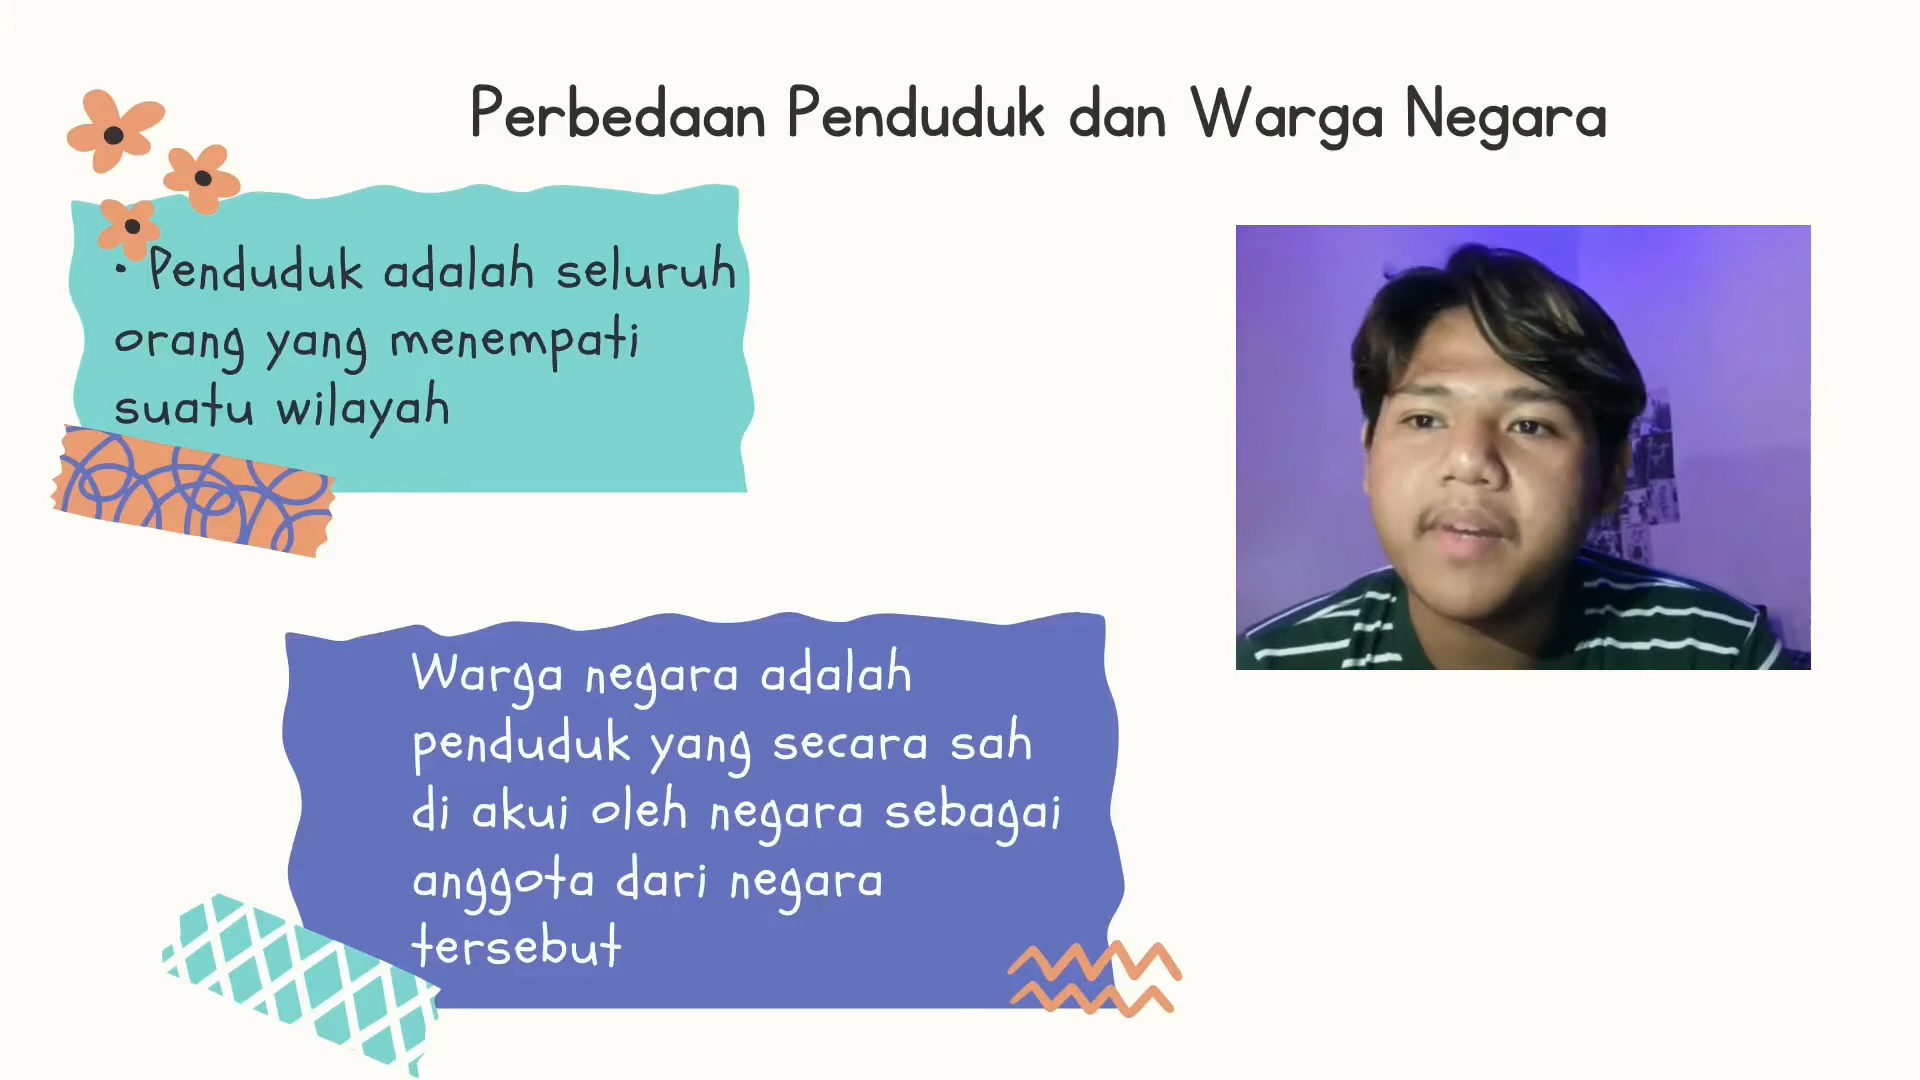 Perbedaan Penduduk dan Warga Negara
• Penduduk adalah seluruh
orang yang menempati
suatu wilayah
Warga negara adalah
penduduk yang secara sah
di akui oleh negara sebagai
anggota dari negara
tersebut